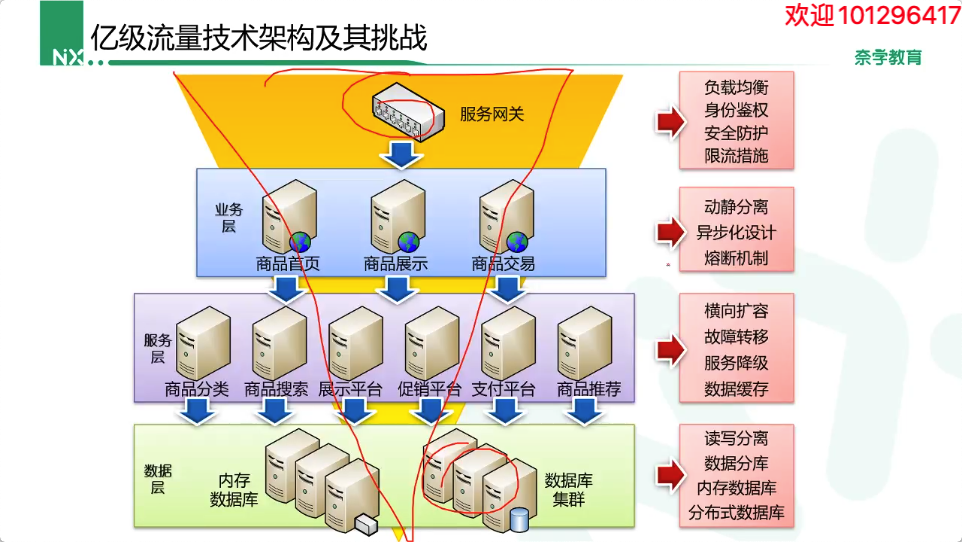 欢迎101296417
NX
亿级流量技术架构及其挑战
奈学教育
服务网关
负载均衡
身份鉴权
安全防护
限流措施
业务
层
商品首页
商品展示
商品交易
动静分离
异步化设计
熔断机制
服务
层
商品分类
商品搜索
展示平台
促销平台
支付平台
商品推荐
横向扩容
故障转移
服务降级
数据缓存
数据
层
内存
数据库
数据库
集群
读写分离
数据分库
内存数据库
分布式数据库